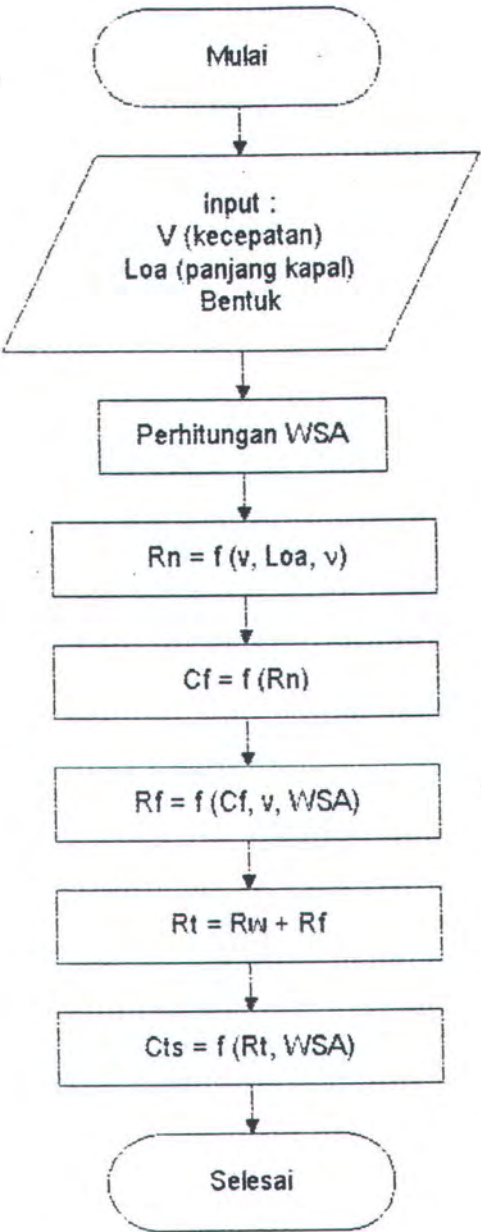 Mulai
input :
V (kecepatan)
Loa (panjang kapal)
Bentuk
Perhitungan WSA
Rn = f (v, Loa, ν)
Cf = f (Rn)
Rf = f (Cf, v, WSA)
Rt = Rw + Rf
Cts = f (Rt, WSA)
Selesai